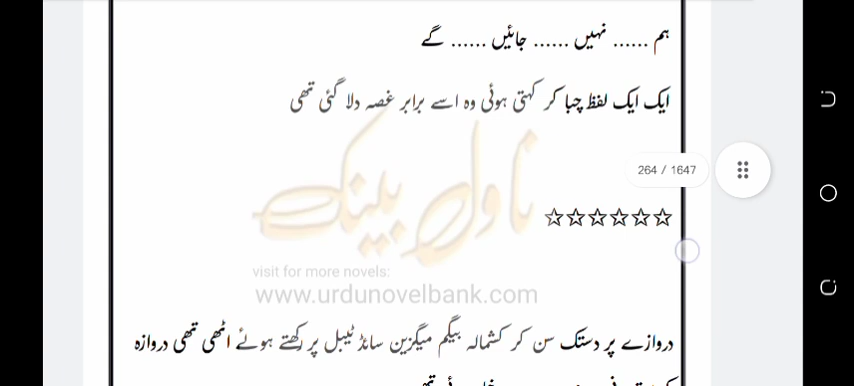 ہم ...... نہیں ...... جائیں ...... گے
ایک ایک لفظ چبا کر کہتی ہوئی وہ اسے برابر غصہ دلا گئی تھی
ناول بینک
264 / 1647
☆☆☆☆☆☆
visit for more novels:
www.urdunovelbank.com
دروازے پر دستک سن کر کشمالہ بیگم میگزین سائڈ ٹیبل پر رکھتے ہوئے اٹھی تھی دروازہ